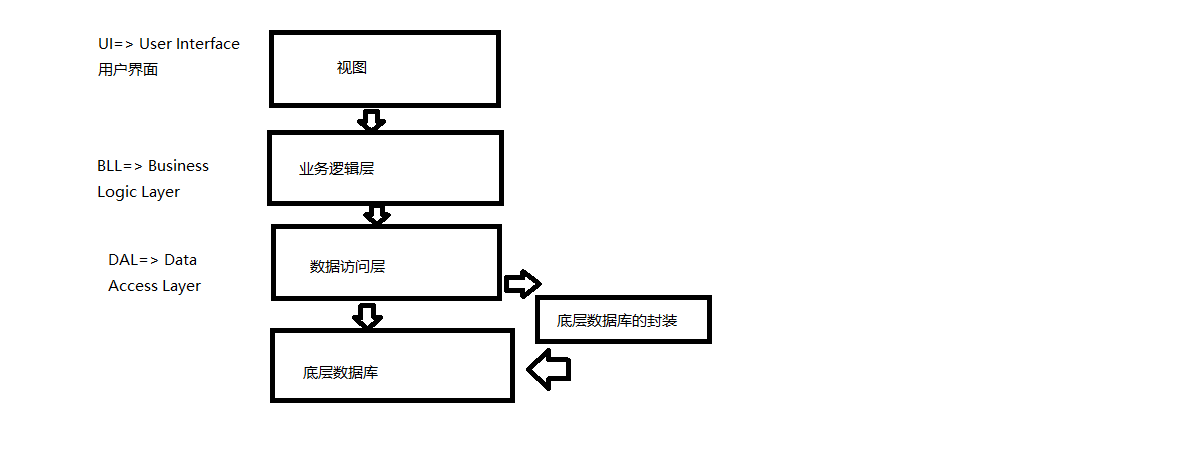 UI=> User Interface
用户界面
视图
BLL=> Business
Logic Layer
业务逻辑层
DAL=> Data
Access Layer
数据访问层
底层数据库的封装
底层数据库